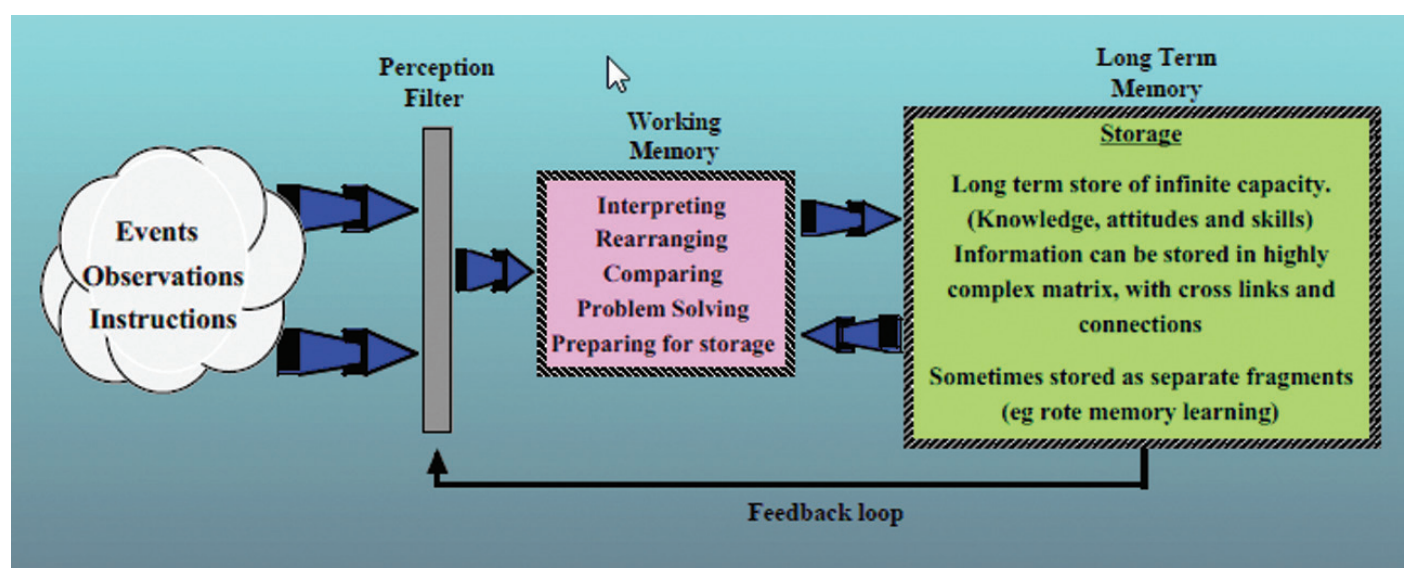 Perception
Filter
Long Term
Memory
Working
Memory
Events
Observations
Instructions
Interpreting
Rearranging
Comparing
Problem Solving
Preparing for storage
Storage
Long term store of infinite capacity.
(Knowledge, attitudes and skills)
Information can be stored in highly
complex matrix, with cross links and
connections
Sometimes stored as separate fragments
(eg rote memory learning)
Feedback loop